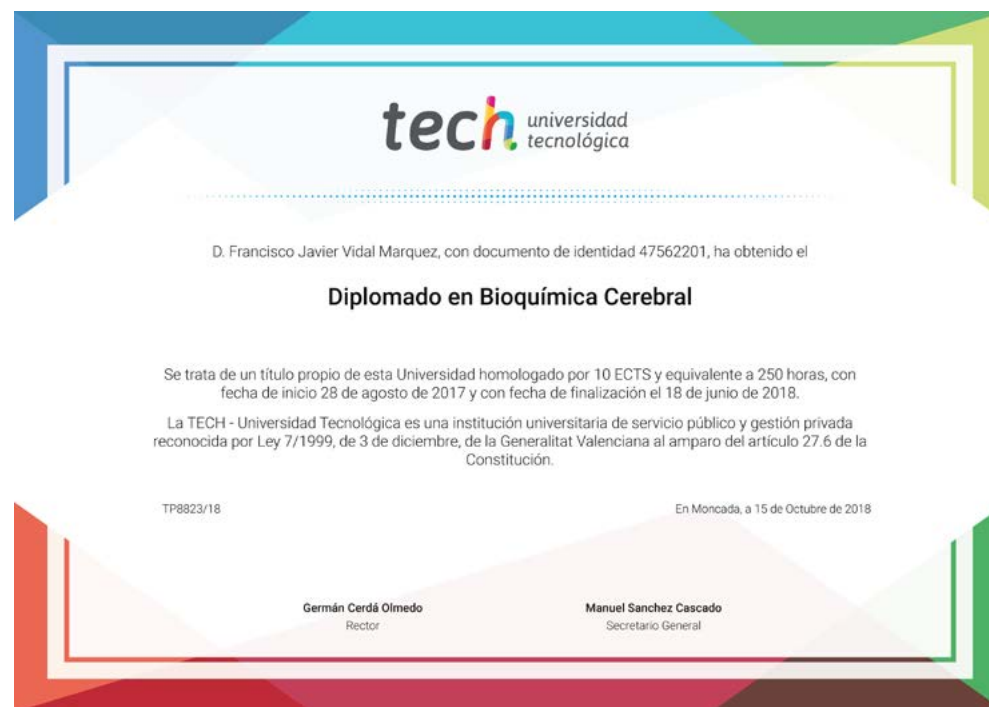 tech universidad
tecnológica
D. Francisco Javier Vidal Marquez, con documento de identidad 47562201, ha obtenido el
Diplomado en Bioquímica Cerebral
Se trata de un título propio de esta Universidad homologado por 10 ECTS y equivalente a 250 horas, con
fecha de inicio 28 de agosto de 2017 y con fecha de finalización el 18 de junio de 2018.
La TECH - Universidad Tecnológica es una institución universitaria de servicio público y gestión privada
reconocida por Ley 7/1999, de 3 de diciembre, de la Generalitat Valenciana al amparo del artículo 27.6 de la
Constitución.
TP8823/18
En Moncada, a 15 de Octubre de 2018
Germán Cerdá Olmedo
Rector
Manuel Sanchez Cascado
Secretario General